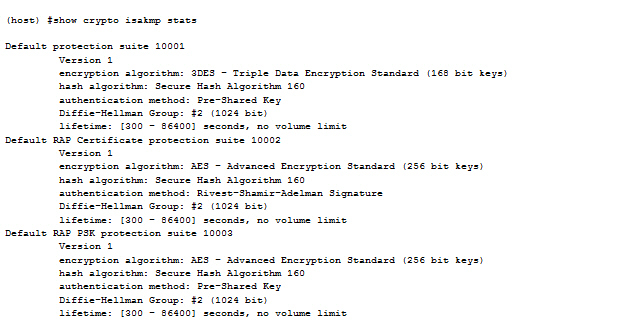 (host) #show crypto isakmp stats
Default protection suite 10001
Version 1
encryption algorithm: 3DES - Triple Data Encryption Standard (168 bit keys)
hash algorithm: Secure Hash Algorithm 160
authentication method: Pre-Shared Key
Diffie-Hellman Group: #2 (1024 bit)
lifetime: [300 - 86400] seconds, no volume limit
Default RAP Certificate protection suite 10002
Version 1
encryption algorithm: AES - Advanced Encryption Standard (256 bit keys)
hash algorithm: Secure Hash Algorithm 160
authentication method: Rivest-Shamir-Adelman Signature
Diffie-Hellman Group: #2 (1024 bit)
lifetime: [300 - 86400] seconds, no volume limit
Default RAP PSK protection suite 10003
Version 1
encryption algorithm: AES - Advanced Encryption Standard (256 bit keys)
hash algorithm: Secure Hash Algorithm 160
authentication method: Pre-Shared Key
Diffie-Hellman Group: #2 (1024 bit)
lifetime: [300 - 86400] seconds, no volume limit